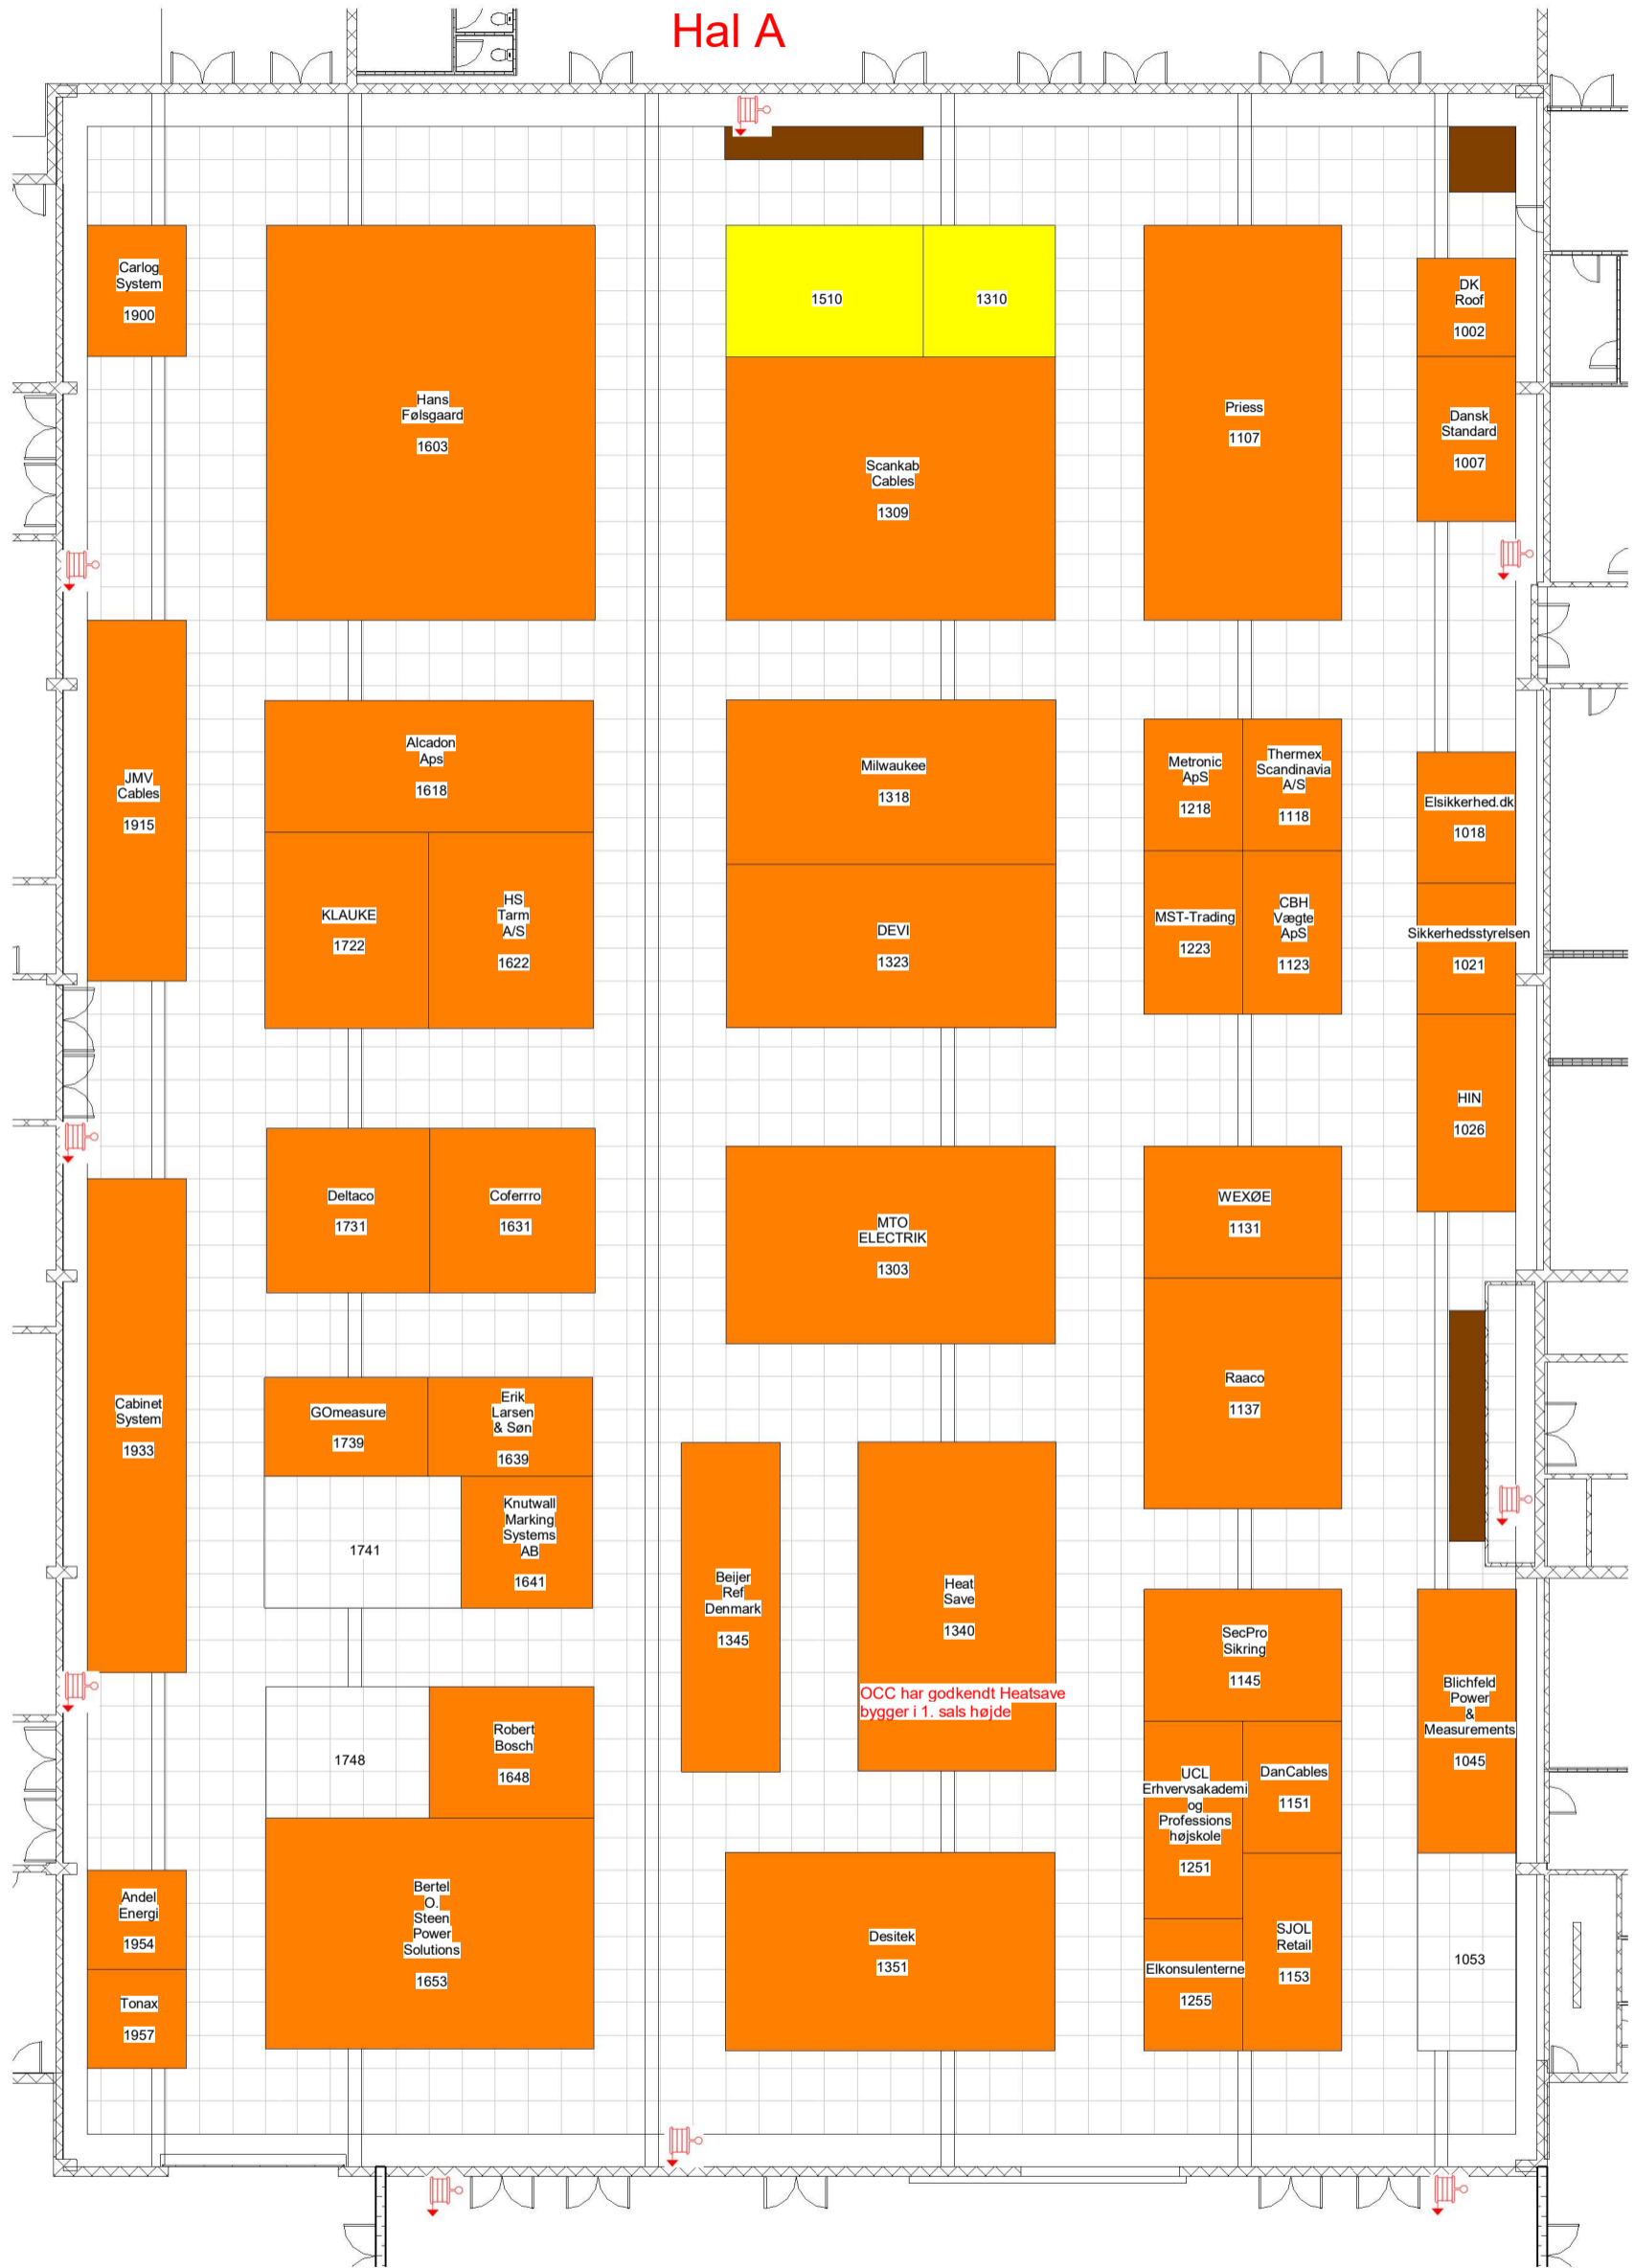 Hal A
Carlog
System
1900
Hans
Følsgaard
1603
1510
1310
Scankab
Cables
1309
Priess
1107
DK
Roof
1002
Dansk
Standard
1007
JMV
Cables
1915
Alcadon
Aps
1618
KLAUKE
1722
HS
Tarm
A/S
1622
Milwaukee
1318
DEVI
1323
Metronic
ApS
1218
Thermex
Scandinavia
A/S
1118
MST-Trading
1223
CBH
Vægte
ApS
1123
Elsikkerhed.dk
1018
Sikkerhedsstyrelsen
1021
HIN
1026
Deltaco
1731
Coferrro
1631
MTO
ELECTRIK
1303
WEXØE
1131
Raaco
1137
Cabinet
System
1933
GOmeasure
1739
Erik
Larsen
& Søn
1639
1741
Knutwall
Marking
Systems
AB
1641
Beijer
Ref
Denmark
1345
Heat
Save
1340
OCC har godkendt Heatsave
bygger i 1. sals højde
SecPro
Sikring
1145
Blichfeld
Power
&
Measurements
1045
1748
Robert
Bosch
1648
UCL
Erhvervsakademi
og
Professions
højskole
1251
DanCables
1151
Andel
Energi
1954
Tonax
1957
Bertel
O.
Steen
Power
Solutions
1653
Desitek
1351
Elkonsulenterne
1255
SJOL
Retail
1153
1053